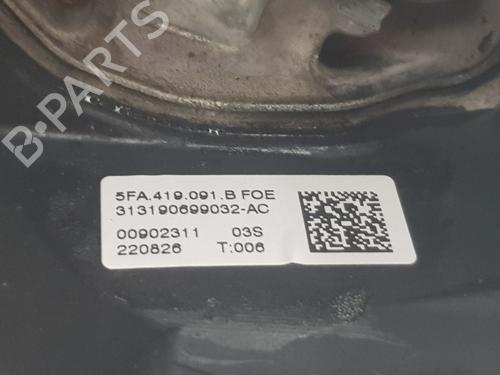 B-PARTS
5FA.419.091.B FOE
313190699032-AC
00902311 03S
220826 T:006